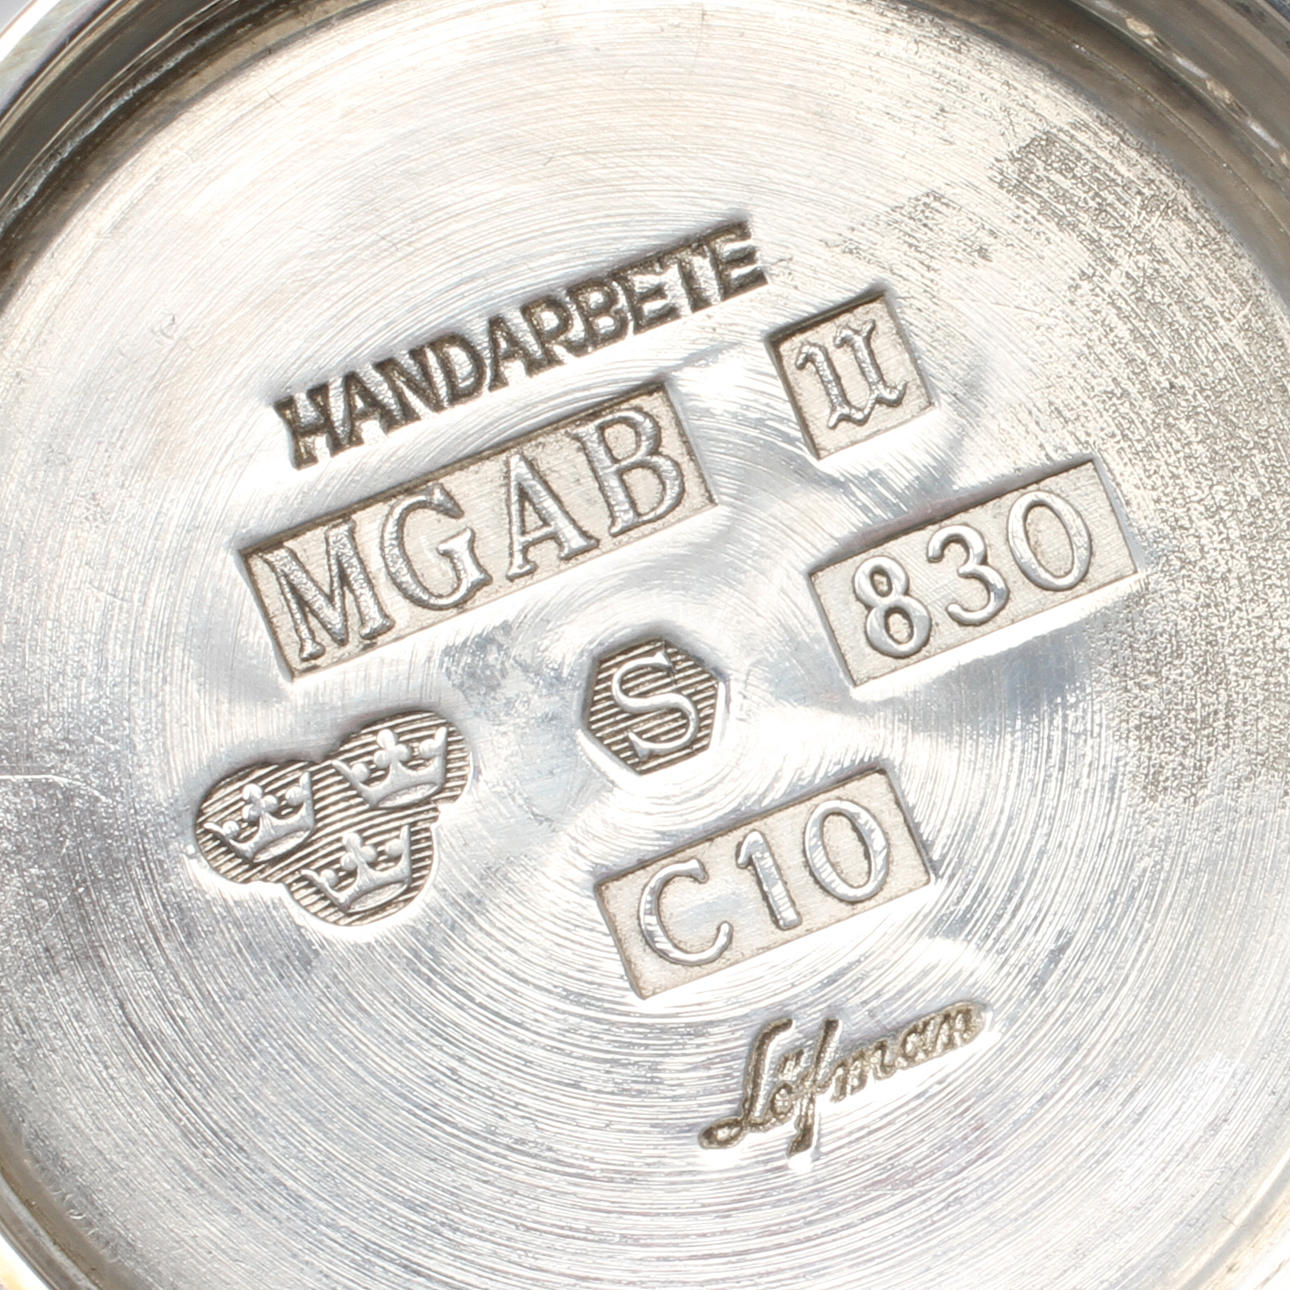 HANDARBETE
MGAB
u
830
S
C10
Löfman